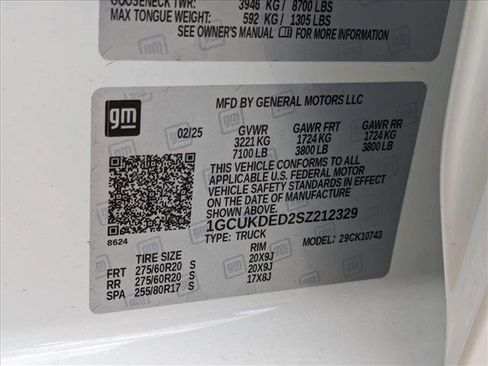 GOOSENECK TWR: 3946 KG / 8700 LBS
MAX TONGUE WEIGHT: 592 KG / 1305 LBS
SEE OWNER'S MANUAL FOR MORE INFORMATION
gm
MFD BY GENERAL MOTORS LLC
02/25 GVWR GAWR FRT GAWR RR
3221 KG 1724 KG 1724 KG
7100 LB 3800 LB 3800 LB
THIS VEHICLE CONFORMS TO ALL
APPLICABLE U.S. FEDERAL MOTOR
VEHICLE SAFETY STANDARDS IN
EFFECT ON THE DATE OF
MANUFACTURE SHOWN ABOVE.
1GCUKDED2SZ212329
TYPE: TRUCK MODEL: 29CK10743
8624
TIRE SIZE RIM
FRT 275/60R20 S 20X9J
RR 275/60R20 S 20X9J
SPA 255/80R17 S 17X8J